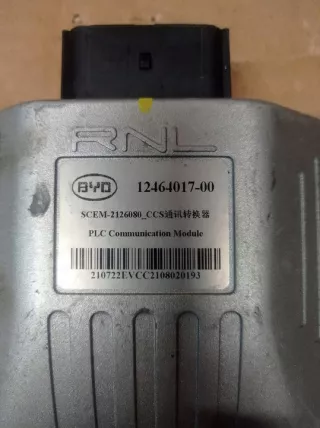 RNL
BYD 12464017-00
SCEM-2126080_CCS通讯转换器
PLC Communication Module
210722EVCC2108020193